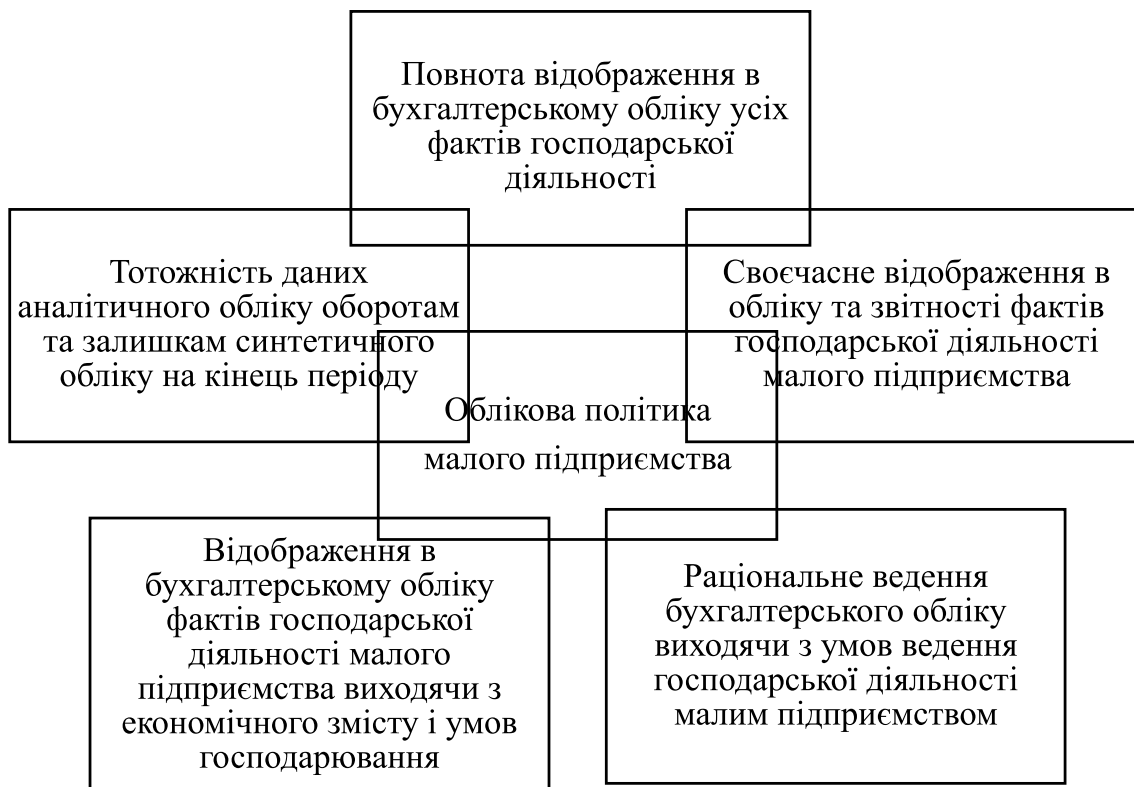 Повнота відображення в
бухгалтерському обліку усіх
фактів господарської
діяльності
Тотожність даних
аналітичного обліку оборотам
та залишкам синтетичного
обліку на кінець періоду
Своєчасне відображення в
обліку та звітності фактів
господарської діяльності
малого підприємства
Облікова політика
малого підприємства
Відображення в
бухгалтерському обліку
фактів господарської
діяльності малого
підприємства виходячи з
економічного змісту і умов
господарювання
Раціональне ведення
бухгалтерського обліку
виходячи з умов ведення
господарської діяльності
малим підприємством